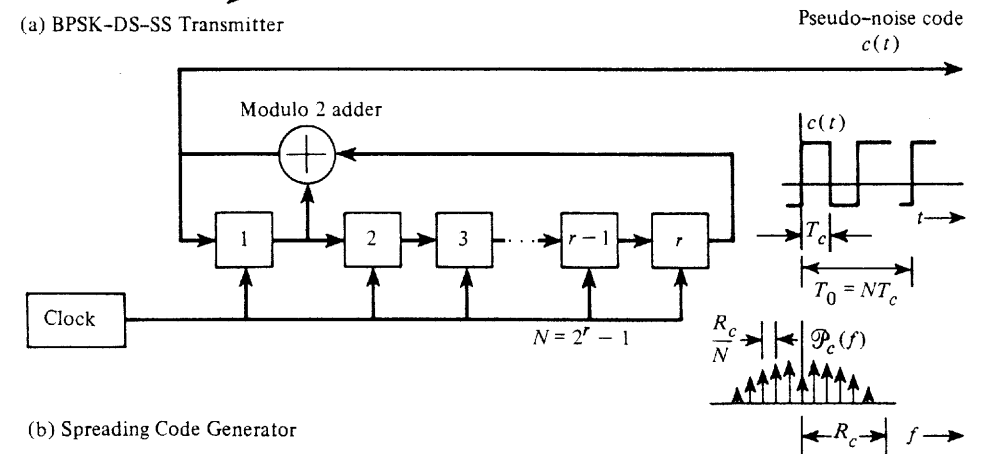 (a) BPSK-DS-SS Transmitter
Pseudo-noise code
c(t)
Modulo 2 adder
c(t)
1
2
3
· · ·
r − 1
r
t
T_c
T_0 = NT_c
Clock
N = 2^r − 1
R_c
N
𝒫_c(f)
(b) Spreading Code Generator
R_c
f